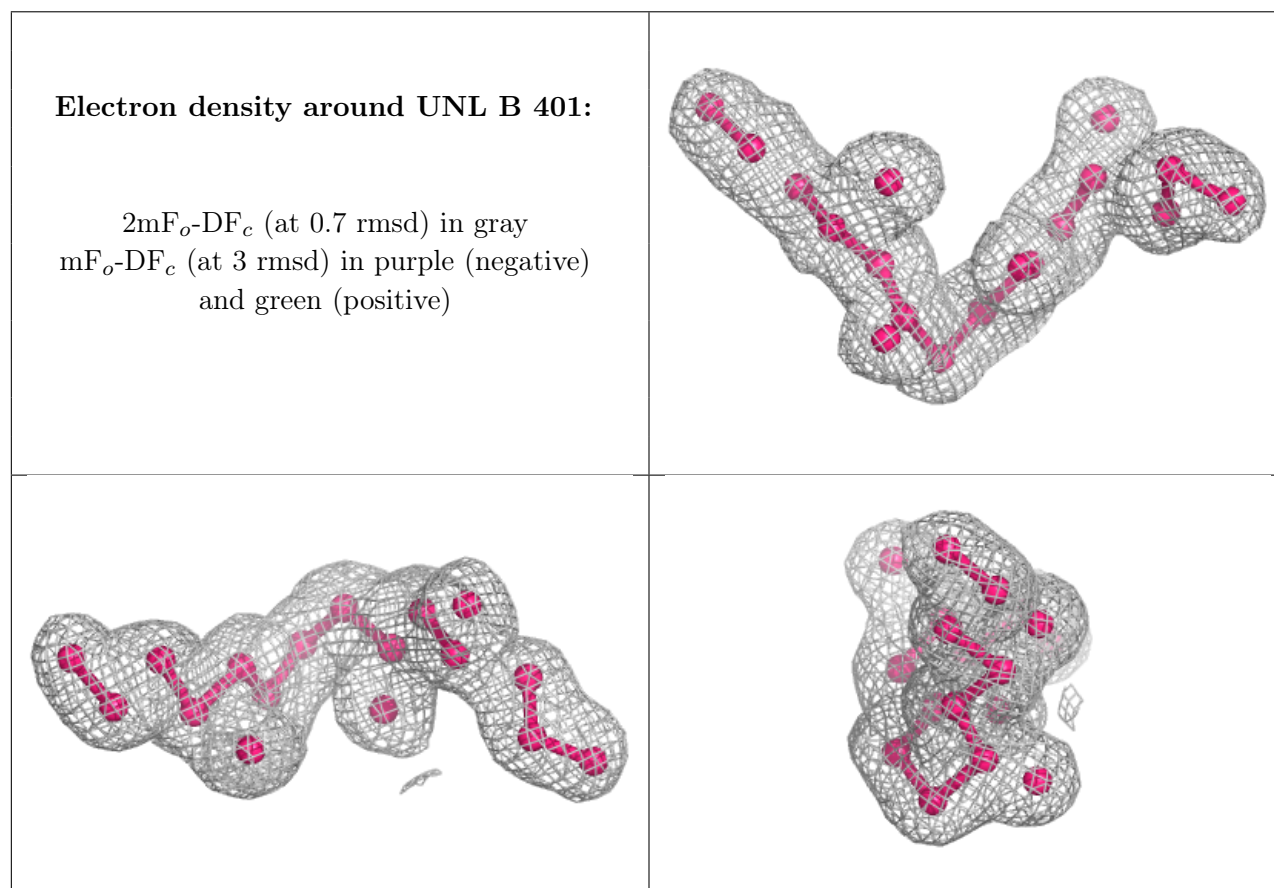 Electron density around UNL B 401:
2mFo-DFc (at 0.7 rmsd) in gray
mFo-DFc (at 3 rmsd) in purple (negative)
and green (positive)